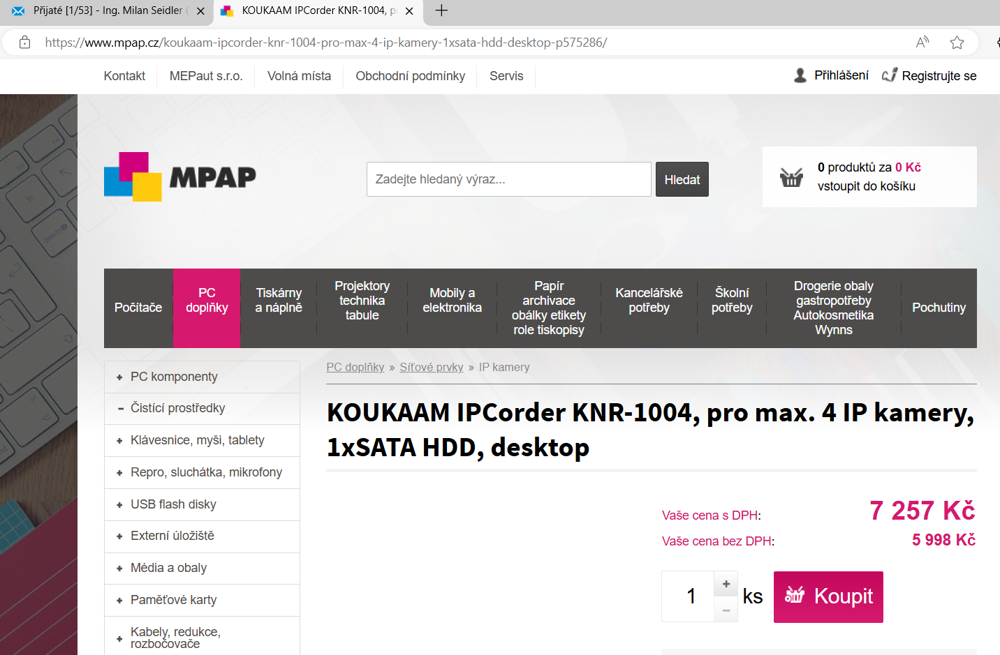 Přijaté [1/53] - Ing. Milan Seidler
KOUKAAM IPCorder KNR-1004,
https://www.mpap.cz/koukaam-ipcorder-knr-1004-pro-max-4-ip-kamery-1xsata-hdd-desktop-p575286/
Kontakt
MEPaut s.r.o.
Volná místa
Obchodní podmínky
Servis
Přihlášení
Registrujte se
MPAP
Zadejte hledaný výraz...
Hledat
0 produktů za 0 Kč
vstoupit do košíku
Počítače
PC
doplňky
Tiskárny
a náplně
Projektory
technika
tabule
Mobily a
elektronika
Papír
archivace
obálky etikety
role tiskopisy
Kancelářské
potřeby
Školní
potřeby
Drogerie obaly
gastropotřeby
Autokosmetika
Wynns
Pochutiny
PC komponenty
Čistící prostředky
Klávesnice, myši, tablety
Repro, sluchátka, mikrofony
USB flash disky
Externí úložiště
Média a obaly
Paměťové karty
Kabely, redukce,
rozbočovače
PC doplňky » Síťové prvky » IP kamery
KOUKAAM IPCorder KNR-1004, pro max. 4 IP kamery,
1xSATA HDD, desktop
Vaše cena s DPH: 7 257 Kč
Vaše cena bez DPH: 5 998 Kč
1 ks Koupit